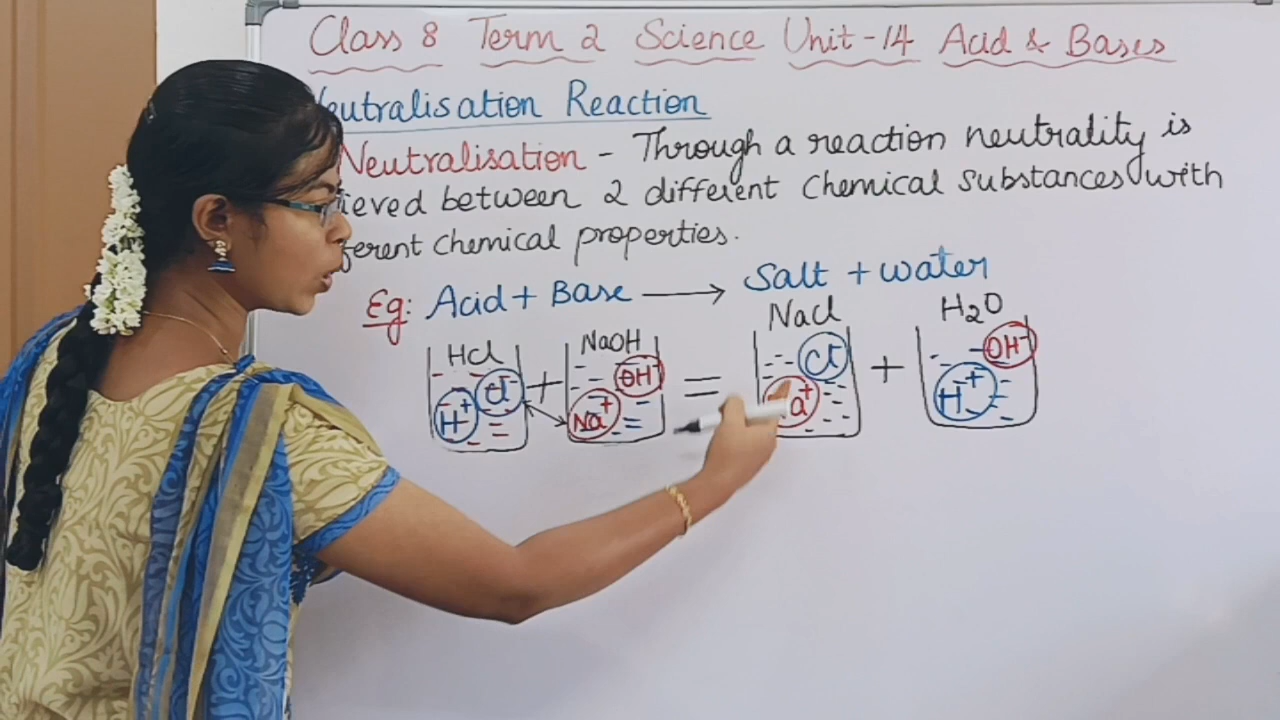 Class 8 Term 2 Science Unit-14 Acid & Bases
eutralisation Reaction
Neutralisation - Through a reaction neutrality is
ieved between 2 different chemical substances with
ferent chemical properties.
Eg: Acid + Base ⟶ Salt + water
HCl NaOH NaCl H2O
H+ Cl- + Na+ OH- = a+ Cl- + H+ OH-